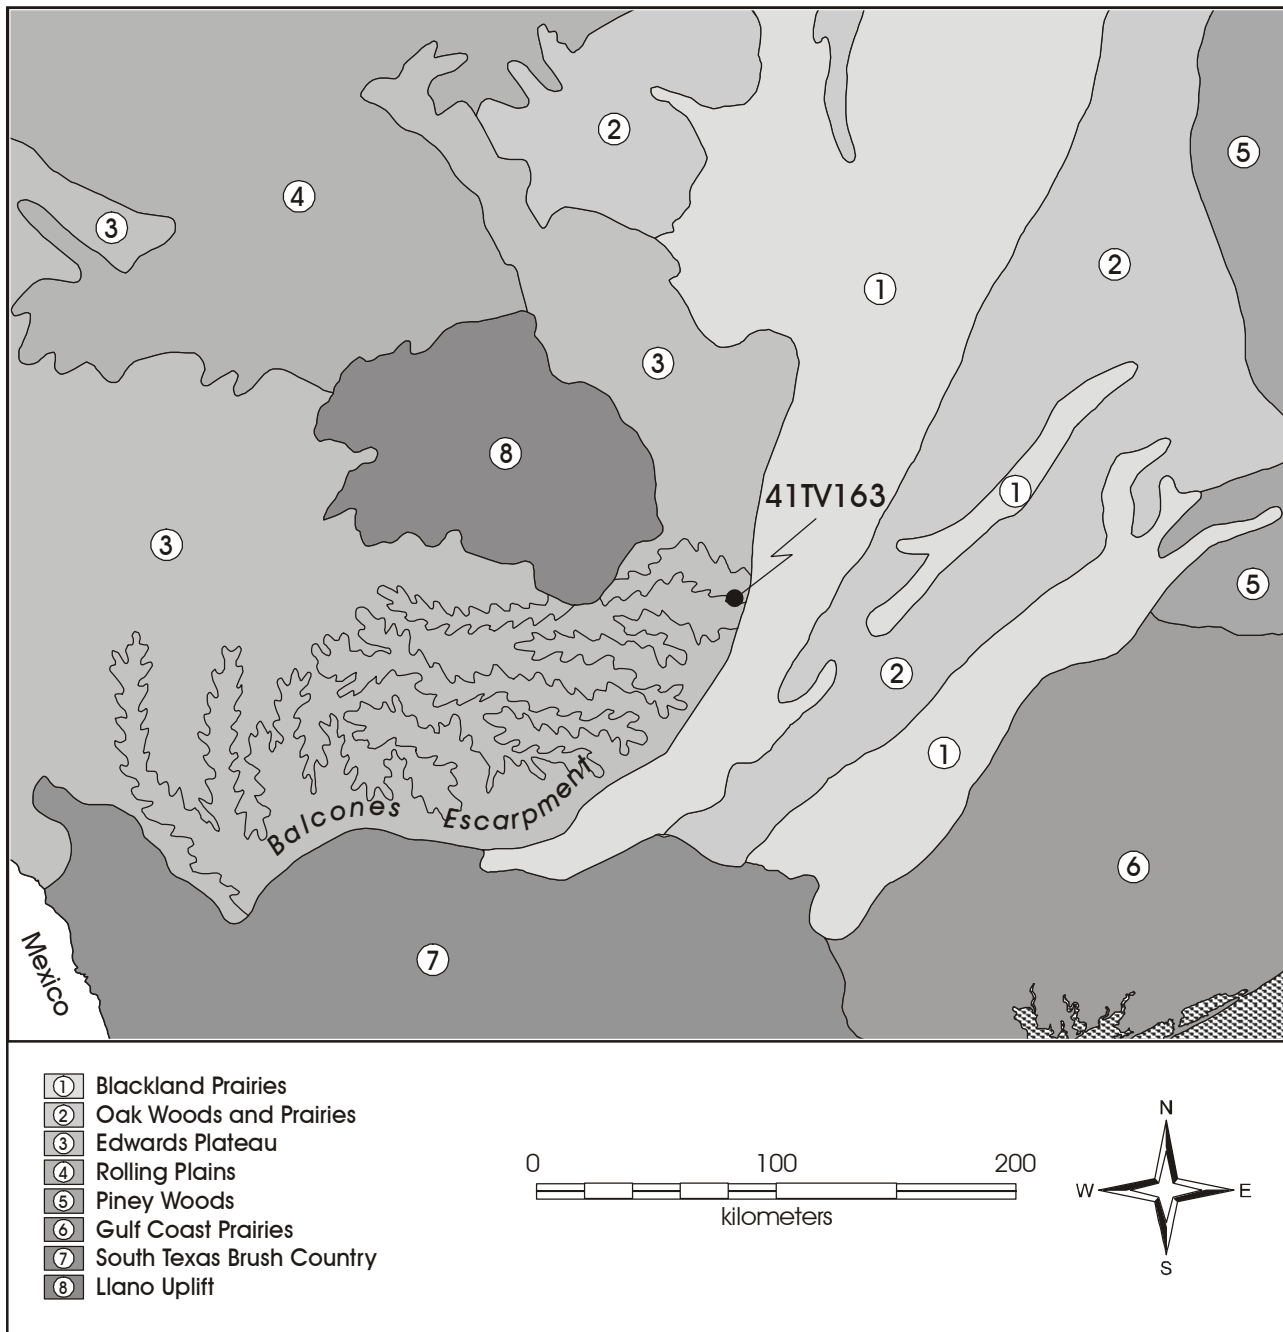 2
5
4
3
2
1
3
8
41TV163
1
3
5
2
1
Balcones Escarpment
6
7
Mexico
1 Blackland Prairies
2 Oak Woods and Prairies
3 Edwards Plateau
4 Rolling Plains
5 Piney Woods
6 Gulf Coast Prairies
7 South Texas Brush Country
8 Llano Uplift
0 100 200
kilometers
N
W E
S